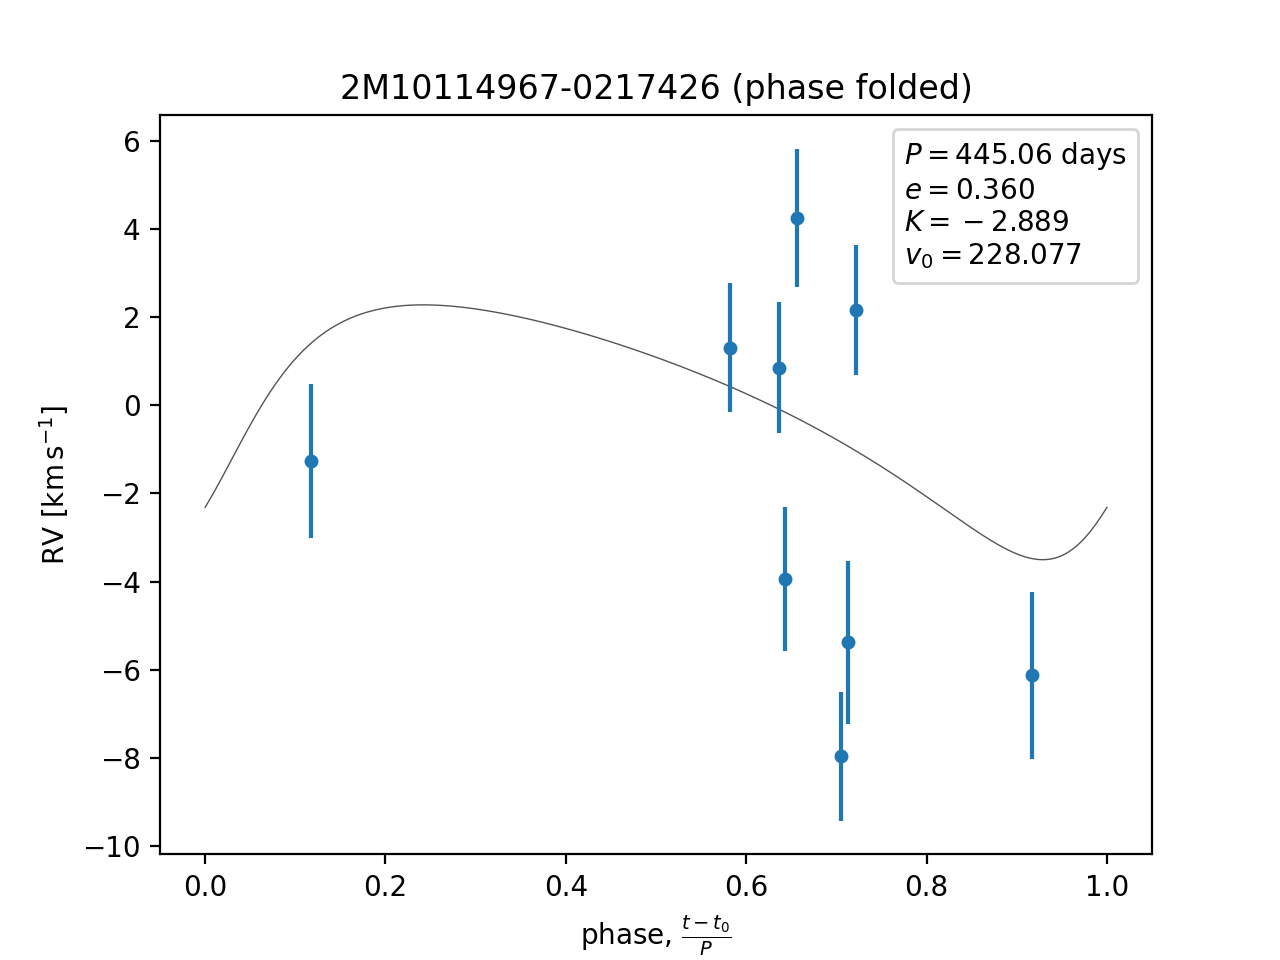 2M10114967-0217426 (phase folded)
P = 445.06 days
e = 0.360
K = −2.889
v₀ = 228.077
6
4
2
0
−2
−4
−6
−8
−10
RV [km s⁻¹]
0.0 0.2 0.4 0.6 0.8 1.0
phase, (t − t₀)/P